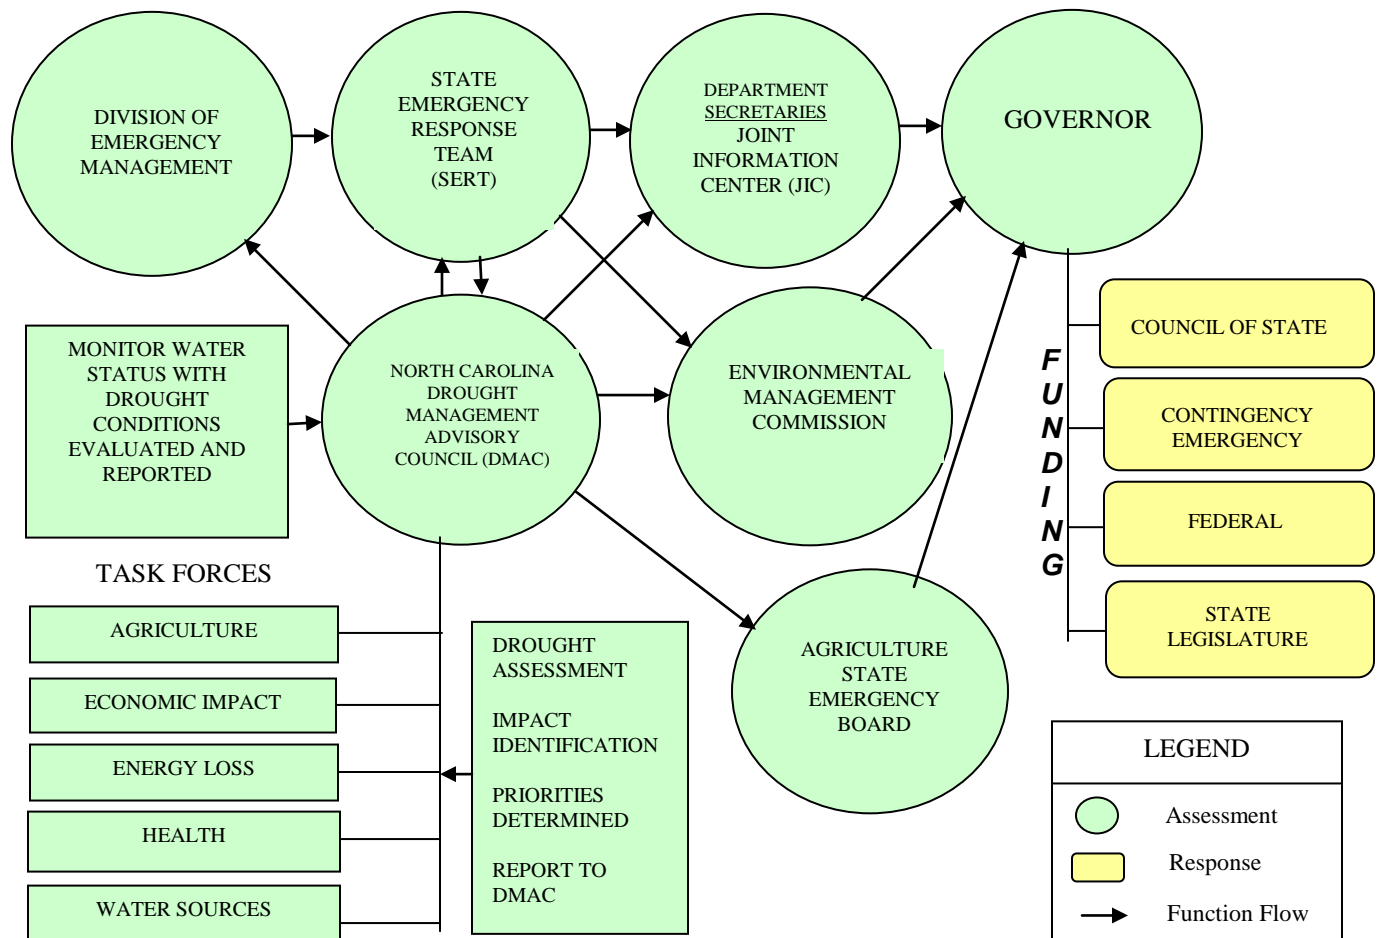 DIVISION OF
EMERGENCY
MANAGEMENT
STATE
EMERGENCY
RESPONSE
TEAM
(SERT)
DEPARTMENT
SECRETARIES
JOINT
INFORMATION
CENTER (JIC)
GOVERNOR
MONITOR WATER
STATUS WITH
DROUGHT
CONDITIONS
EVALUATED AND
REPORTED
NORTH CAROLINA
DROUGHT
MANAGEMENT
ADVISORY
COUNCIL (DMAC)
ENVIRONMENTAL
MANAGEMENT
COMMISSION
FUNDING
COUNCIL OF STATE
CONTINGENCY
EMERGENCY
FEDERAL
STATE
LEGISLATURE
TASK FORCES
AGRICULTURE
ECONOMIC IMPACT
ENERGY LOSS
HEALTH
WATER SOURCES
DROUGHT
ASSESSMENT
IMPACT
IDENTIFICATION
PRIORITIES
DETERMINED
REPORT TO
DMAC
AGRICULTURE
STATE
EMERGENCY
BOARD
LEGEND
Assessment
Response
Function Flow